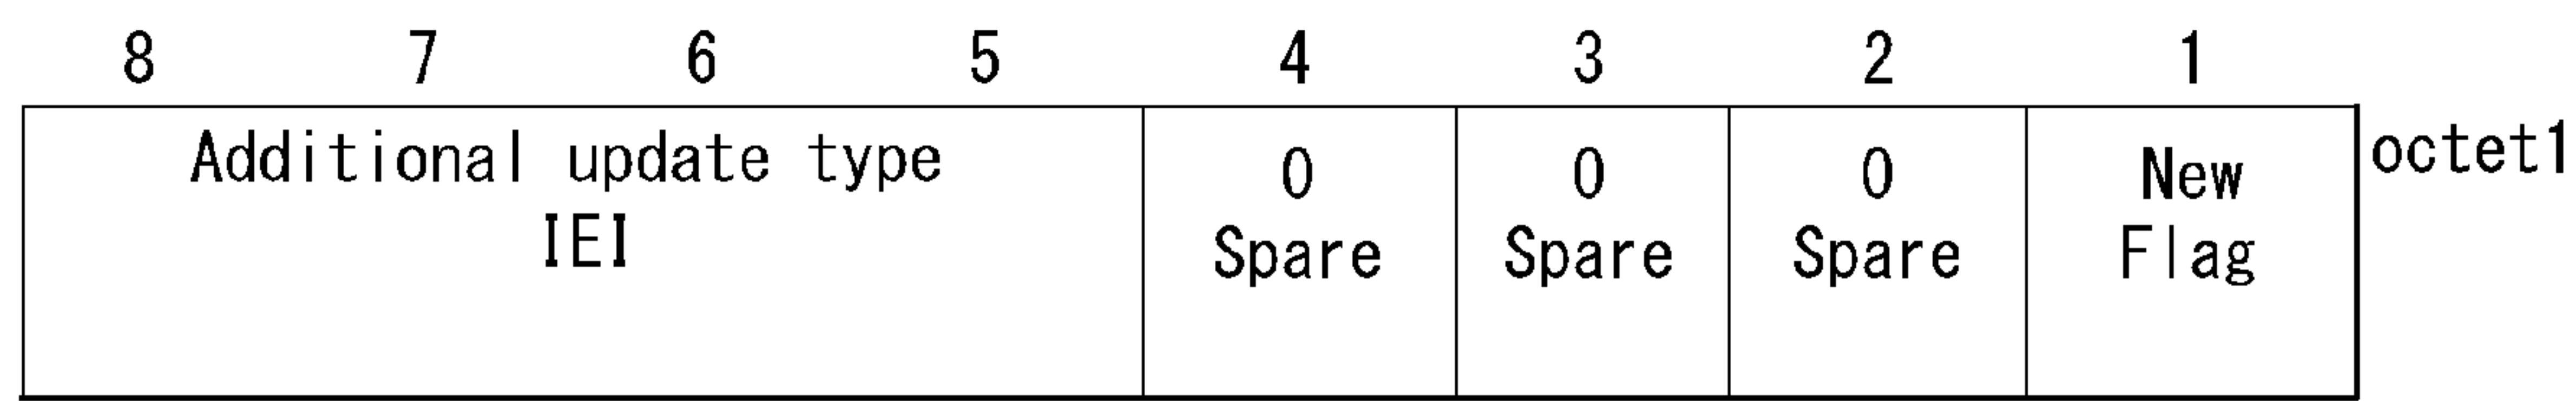 8 7 6 5 4 3 2 1
Additional update type 0 0 0 New octet1
IEI Spare Spare Spare Flag